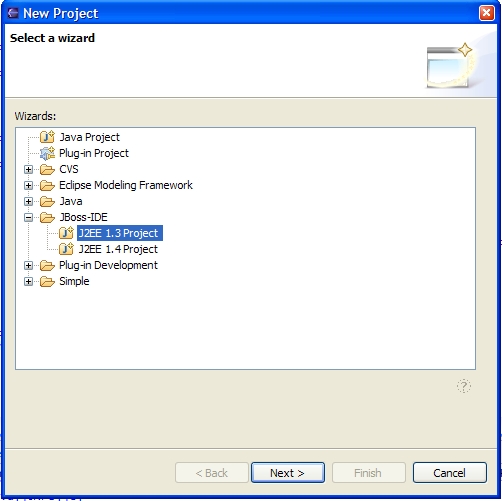 New Project
Select a wizard
Wizards:
Java Project
Plug-in Project
CVS
Eclipse Modeling Framework
Java
JBoss-IDE
J2EE 1.3 Project
J2EE 1.4 Project
Plug-in Development
Simple
?
< Back Next > Finish Cancel